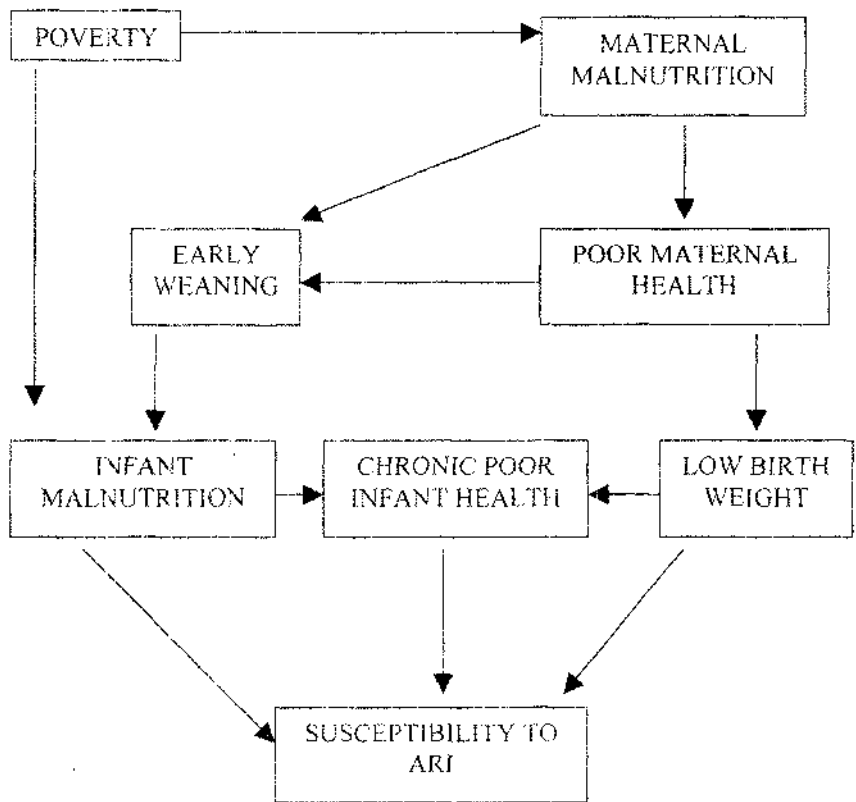 POVERTY
MATERNAL
MALNUTRITION
EARLY
WEANING
POOR MATERNAL
HEALTH
INFANT
MALNUTRITION
CHRONIC POOR
INFANT HEALTH
LOW BIRTH
WEIGHT
SUSCEPTIBILITY TO
ARI